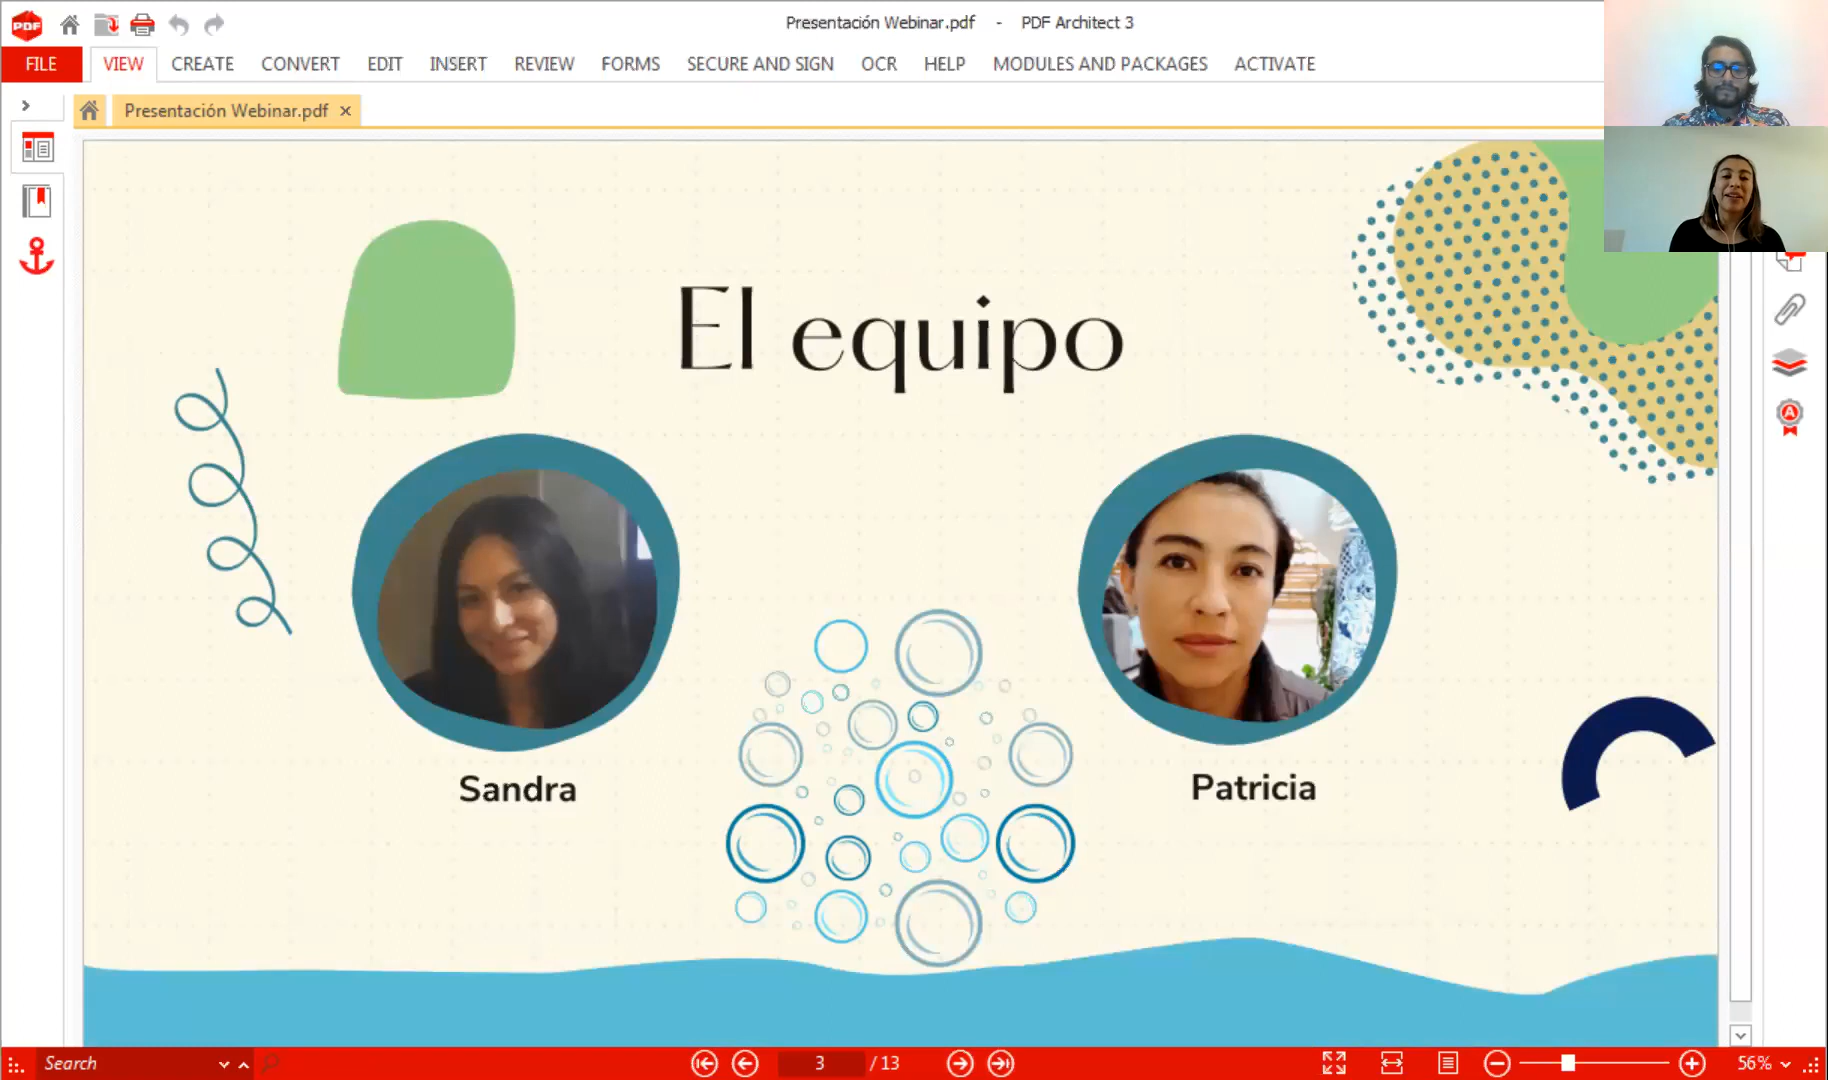 PDF
Presentación Webinar.pdf - PDF Architect 3
FILE VIEW CREATE CONVERT EDIT INSERT REVIEW FORMS SECURE AND SIGN OCR HELP MODULES AND PACKAGES ACTIVATE
Presentación Webinar.pdf
El equipo
Sandra
Patricia
A
Search 3 / 13 56%